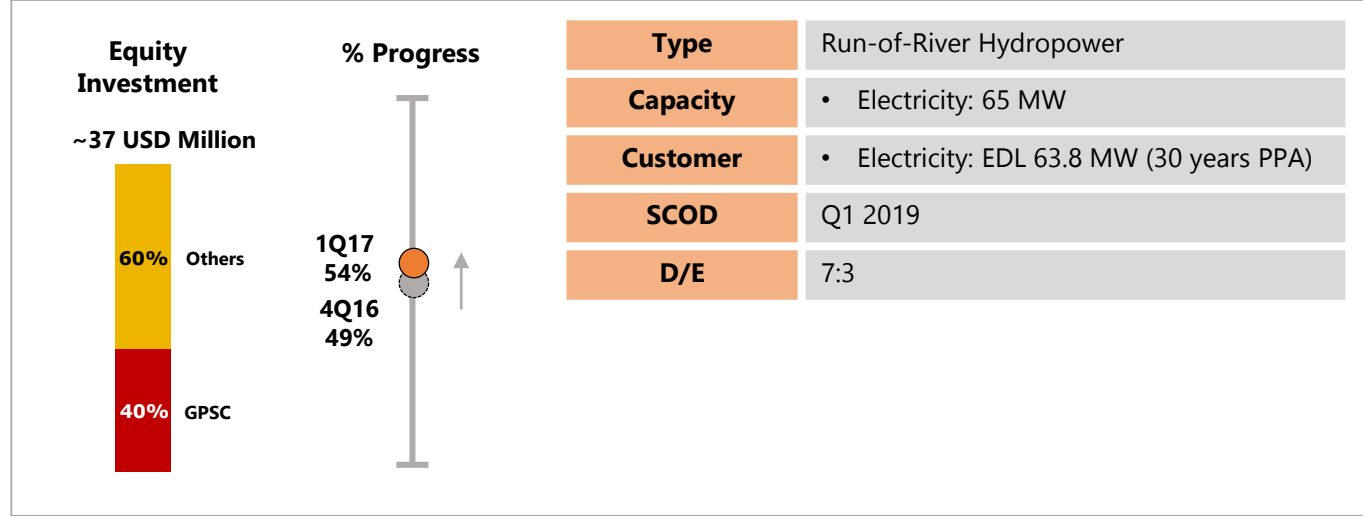 Equity
Investment
~37 USD Million
60% Others
40% GPSC
% Progress
1Q17
54%
4Q16
49%
Type Run-of-River Hydropower
Capacity • Electricity: 65 MW
Customer • Electricity: EDL 63.8 MW (30 years PPA)
SCOD Q1 2019
D/E 7:3